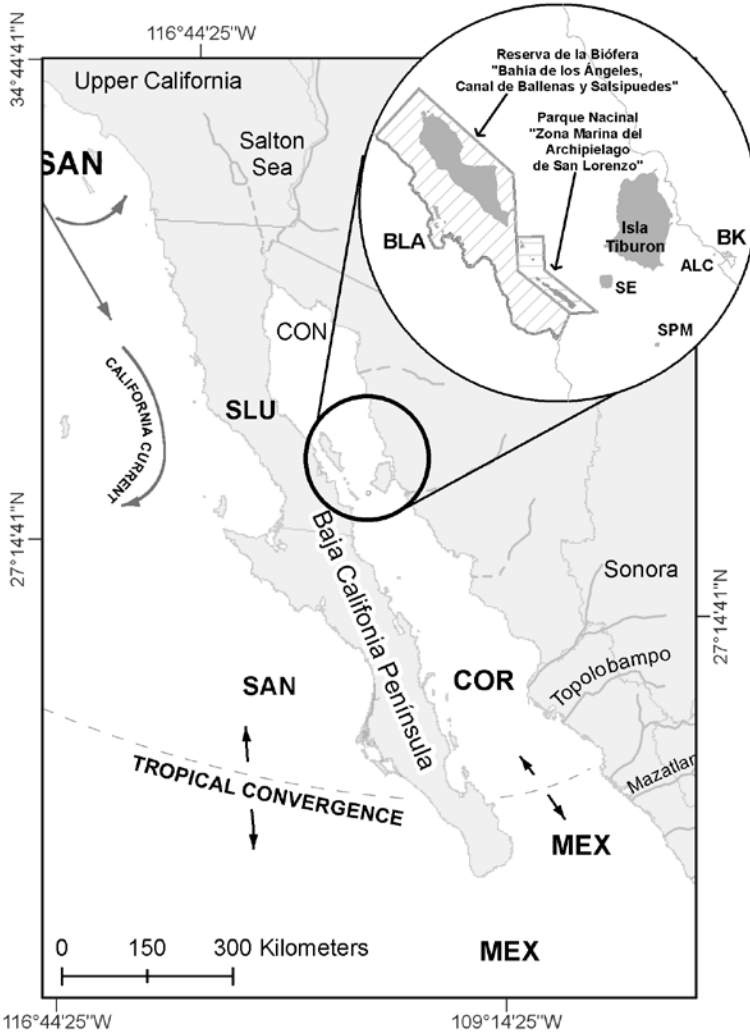 116°44'25"W
34°44'41"N
Upper California
Salton
Sea
SAN
Reserva de la Biófera
"Bahía de los Ángeles,
Canal de Ballenas y Salsipuedes"
Parque Nacinal
"Zona Marina del
Archipielago
de San Lorenzo"
Isla
Tiburon
BLA
BK
ALC
SE
SPM
CON
SLU
CALIFORNIA CURRENT
27°14'41"N
Baja Califonia Península
Sonora
27°14'41"N
Topolobampo
SAN
COR
Mazatlan
TROPICAL CONVERGENCE
MEX
0 150 300 Kilometers
MEX
116°44'25"W
109°14'25"W